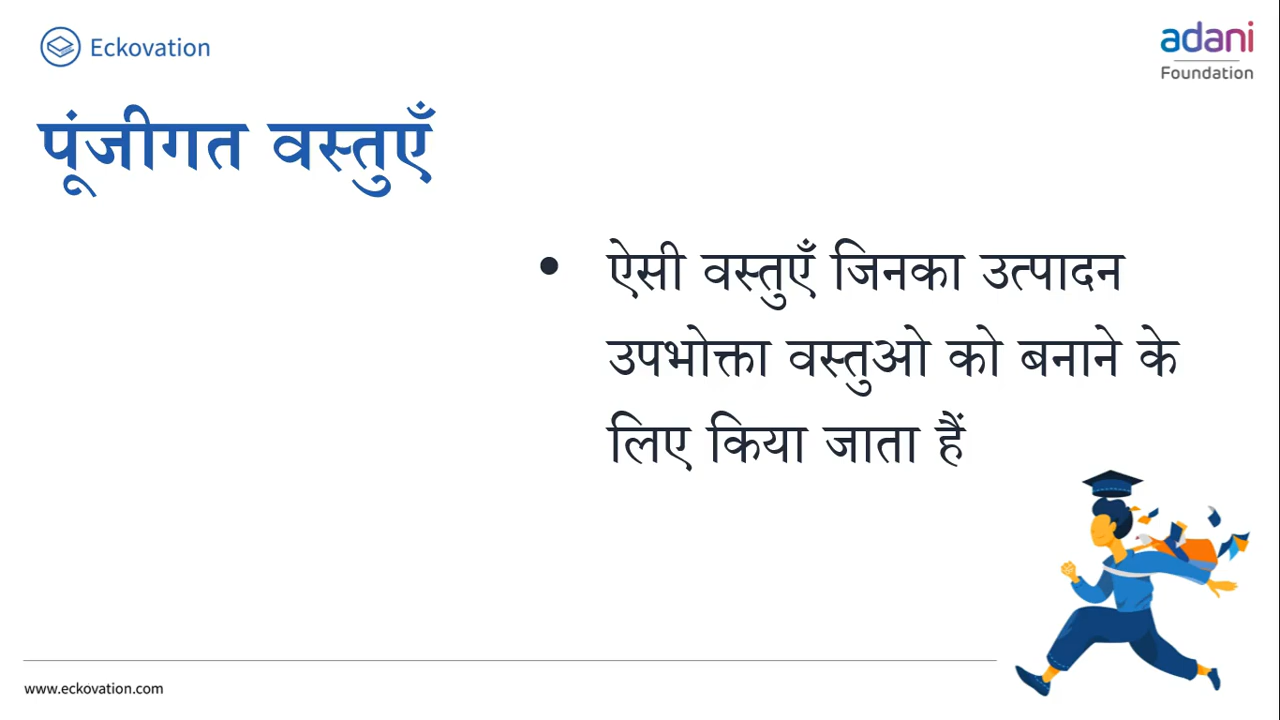 Eckovation
adani
Foundation
पूंजीगत वस्तुएँ
• ऐसी वस्तुएँ जिनका उत्पादन
उपभोक्ता वस्तुओ को बनाने के
लिए किया जाता हैं
www.eckovation.com